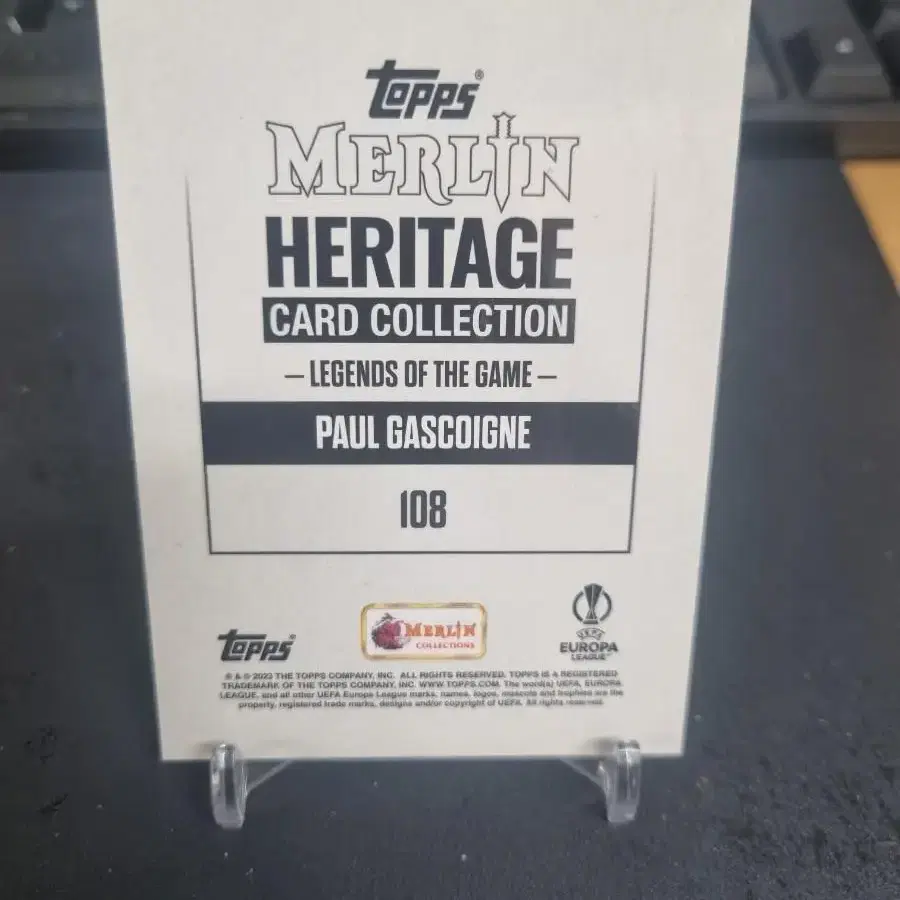 TOPPS®
MERLIN
HERITAGE
CARD COLLECTION
– LEGENDS OF THE GAME –
PAUL GASCOIGNE
108
TOPPS®
MERLIN
COLLECTIONS
UEFA
EUROPA
LEAGUE™
® & © 2023 THE TOPPS COMPANY, INC. ALL RIGHTS RESERVED. TOPPS IS A REGISTERED
TRADEMARK OF THE TOPPS COMPANY, INC. WWW.TOPPS.COM. The word(s) UEFA, EUROPA
LEAGUE, and all other UEFA Europa League marks, names, logos, mascots and trophies are the
property, registered trade marks, designs and/or copyright of UEFA. All rights reserved.